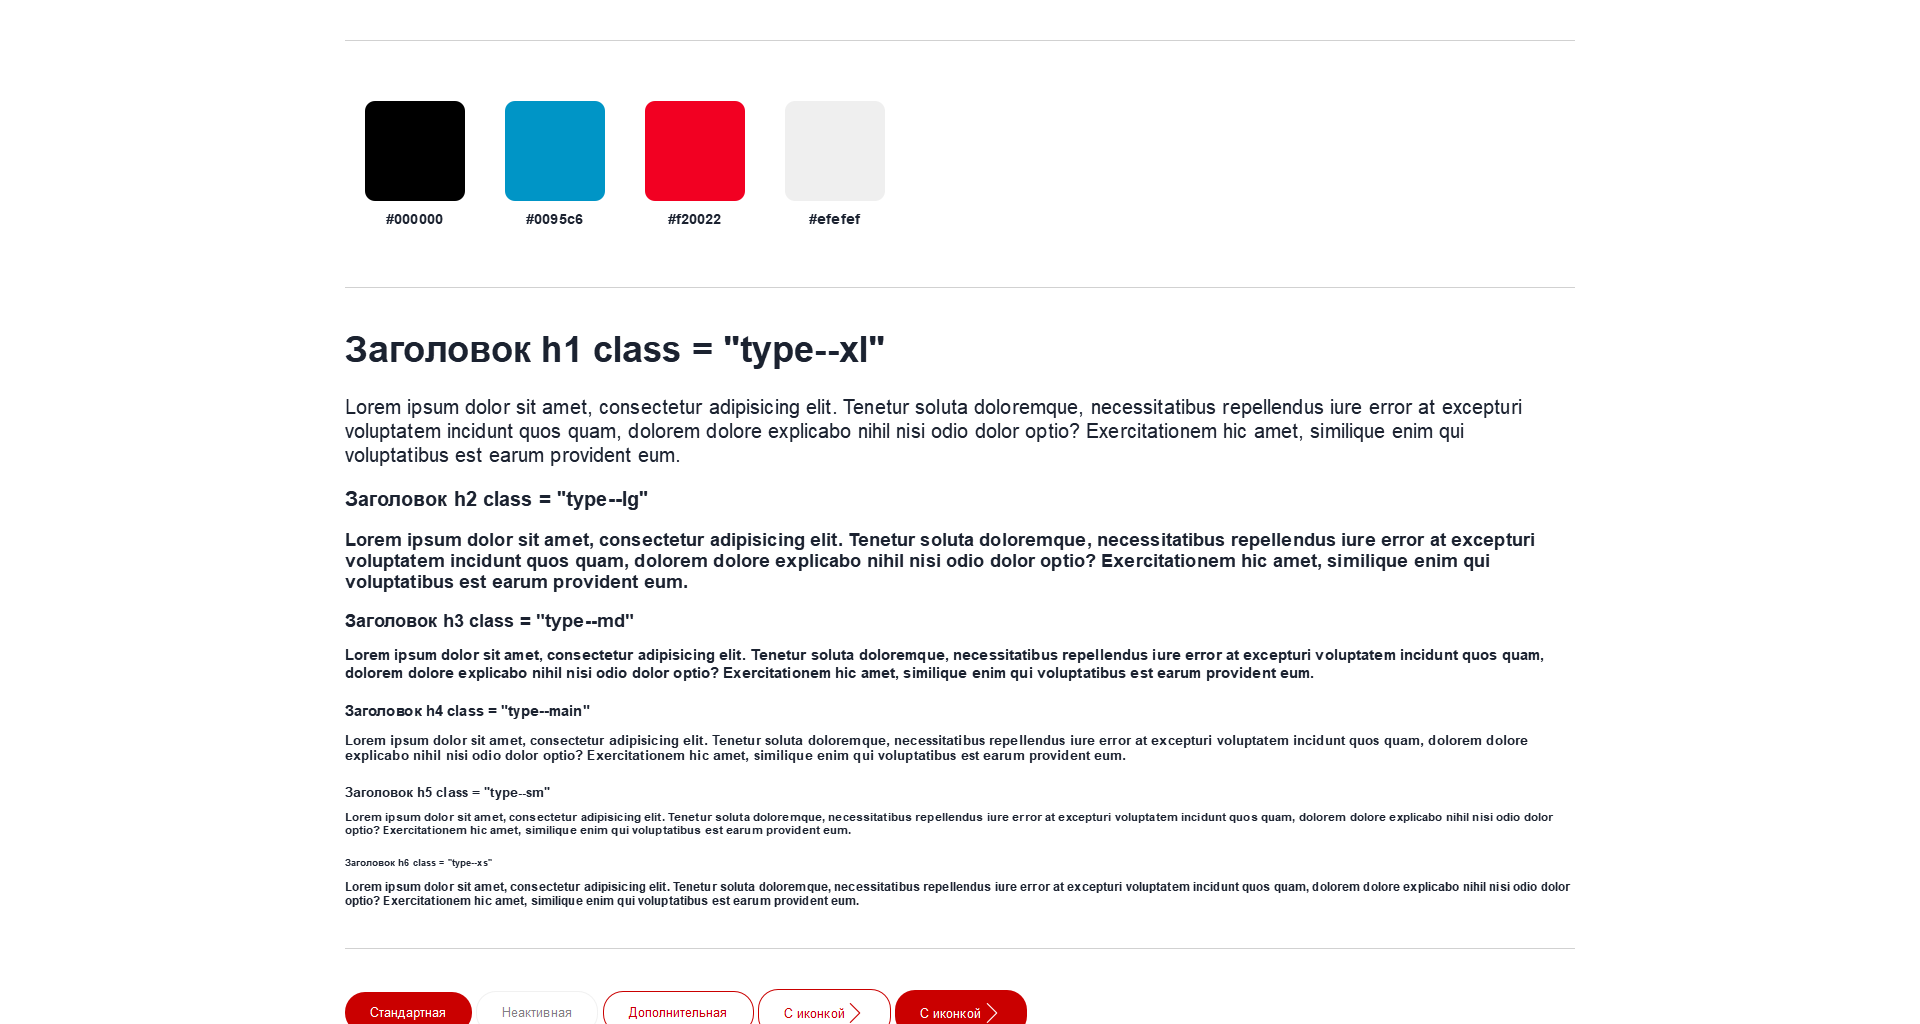 #000000 #0095c6 #f20022 #efefef
Заголовок h1 class = "type--xl"
Lorem ipsum dolor sit amet, consectetur adipisicing elit. Tenetur soluta doloremque, necessitatibus repellendus iure error at excepturi
voluptatem incidunt quos quam, dolorem dolore explicabo nihil nisi odio dolor optio? Exercitationem hic amet, similique enim qui
voluptatibus est earum provident eum.
Заголовок h2 class = "type--lg"
Lorem ipsum dolor sit amet, consectetur adipisicing elit. Tenetur soluta doloremque, necessitatibus repellendus iure error at excepturi
voluptatem incidunt quos quam, dolorem dolore explicabo nihil nisi odio dolor optio? Exercitationem hic amet, similique enim qui
voluptatibus est earum provident eum.
Заголовок h3 class = "type--md"
Lorem ipsum dolor sit amet, consectetur adipisicing elit. Tenetur soluta doloremque, necessitatibus repellendus iure error at excepturi voluptatem incidunt quos quam,
dolorem dolore explicabo nihil nisi odio dolor optio? Exercitationem hic amet, similique enim qui voluptatibus est earum provident eum.
Заголовок h4 class = "type--main"
Lorem ipsum dolor sit amet, consectetur adipisicing elit. Tenetur soluta doloremque, necessitatibus repellendus iure error at excepturi voluptatem incidunt quos quam, dolorem dolore
explicabo nihil nisi odio dolor optio? Exercitationem hic amet, similique enim qui voluptatibus est earum provident eum.
Заголовок h5 class = "type--sm"
Lorem ipsum dolor sit amet, consectetur adipisicing elit. Tenetur soluta doloremque, necessitatibus repellendus iure error at excepturi voluptatem incidunt quos quam, dolorem dolore explicabo nihil nisi odio dolor
optio? Exercitationem hic amet, similique enim qui voluptatibus est earum provident eum.
Заголовок h6 class = "type--xs"
Lorem ipsum dolor sit amet, consectetur adipisicing elit. Tenetur soluta doloremque, necessitatibus repellendus iure error at excepturi voluptatem incidunt quos quam, dolorem dolore explicabo nihil nisi odio dolor
optio? Exercitationem hic amet, similique enim qui voluptatibus est earum provident eum.
Стандартная Неактивная Дополнительная С иконкой С иконкой